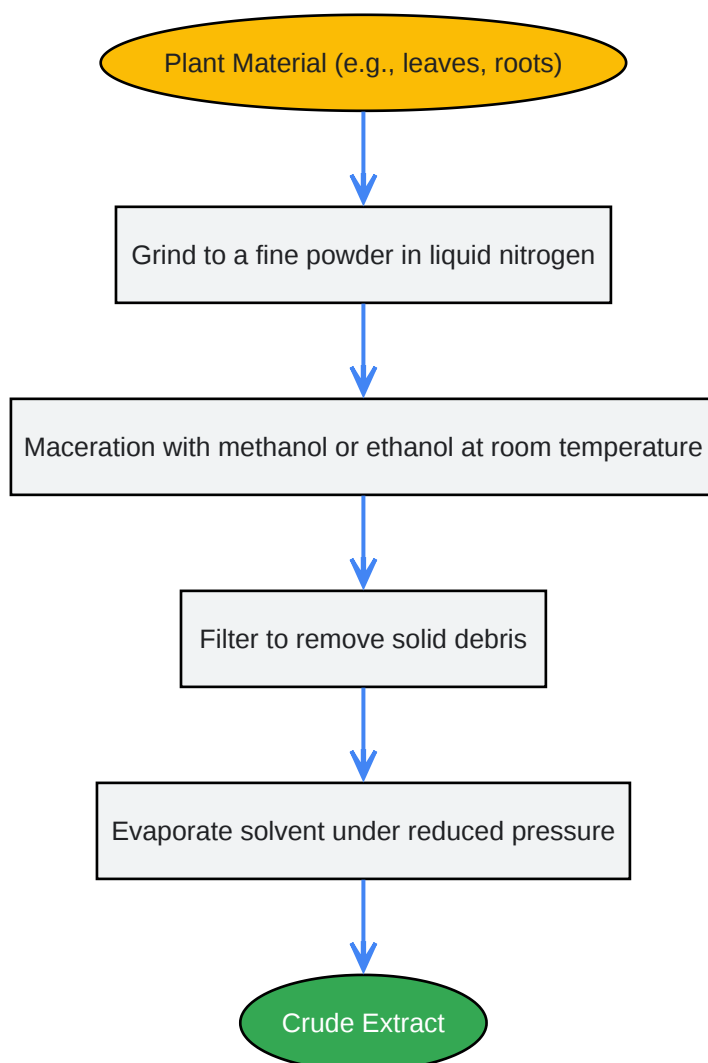 Plant Material (e.g., leaves, roots)
Grind to a fine powder in liquid nitrogen
Maceration with methanol or ethanol at room temperature
Filter to remove solid debris
Evaporate solvent under reduced pressure
Crude Extract